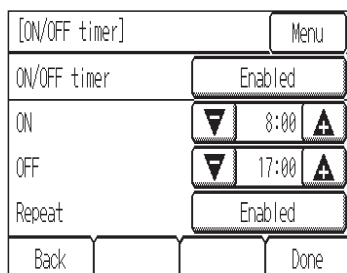 [ON/OFF timer] Menu
ON/OFF timer Enabled
ON 8:00
OFF 17:00
Repeat Enabled
Back Done